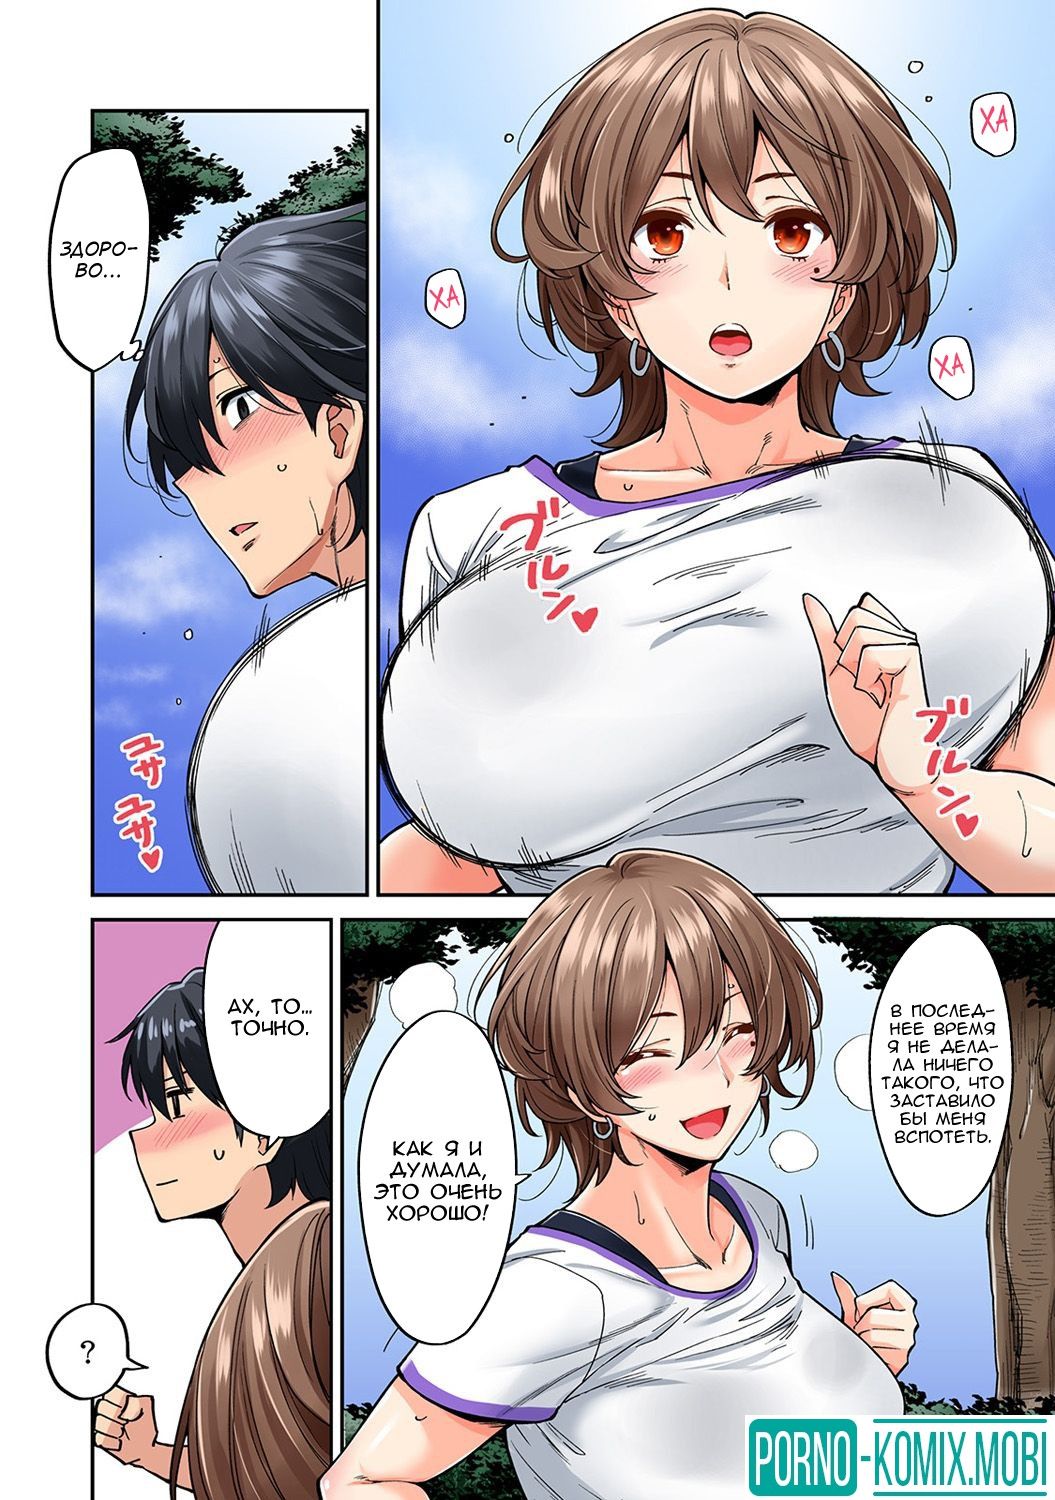 ХА
ХА
ХА
ブルン♥
ブルン♥
ЗДОРО-
ВО...
ユサ
ユサ♥
В ПОСЛЕД-
НЕЕ ВРЕМЯ
Я НЕ ДЕЛА-
ЛА НИЧЕГО
ТАКОГО, ЧТО
ЗАСТАВИЛО
БЫ МЕНЯ
ВСПОТЕТЬ.
КАК Я И
ДУМАЛА,
ЭТО ОЧЕНЬ
ХОРОШО!
АХ, ТО...
ТОЧНО.
?
PORNO-KOMIX.MOBI